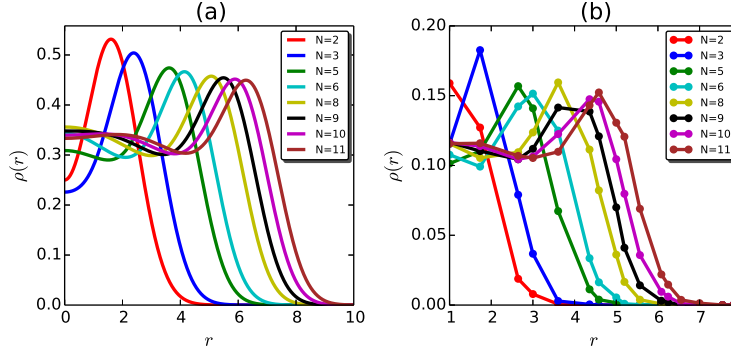 (a)
ρ(r)
0.5
0.4
0.3
0.2
0.1
0.0
0 2 4 6 8 10
r
N=2
N=3
N=5
N=6
N=8
N=9
N=10
N=11
(b)
ρ(r)
0.20
0.15
0.10
0.05
0.00
1 2 3 4 5 6 7
r
N=2
N=3
N=5
N=6
N=8
N=9
N=10
N=11